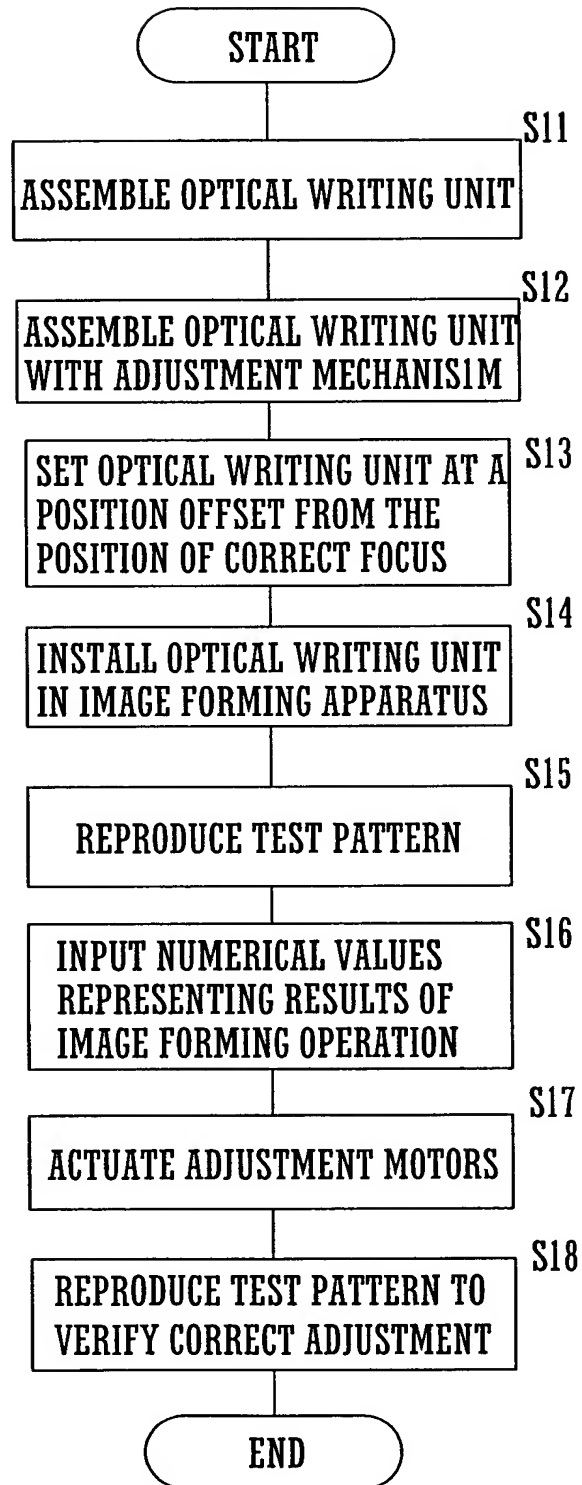 START
S11
ASSEMBLE OPTICAL WRITING UNIT
S12
ASSEMBLE OPTICAL WRITING UNIT
WITH ADJUSTMENT MECHANIS1M
S13
SET OPTICAL WRITING UNIT AT A
POSITION OFFSET FROM THE
POSITION OF CORRECT FOCUS
S14
INSTALL OPTICAL WRITING UNIT
IN IMAGE FORMING APPARATUS
S15
REPRODUCE TEST PATTERN
S16
INPUT NUMERICAL VALUES
REPRESENTING RESULTS OF
IMAGE FORMING OPERATION
S17
ACTUATE ADJUSTMENT MOTORS
S18
REPRODUCE TEST PATTERN TO
VERIFY CORRECT ADJUSTMENT
END